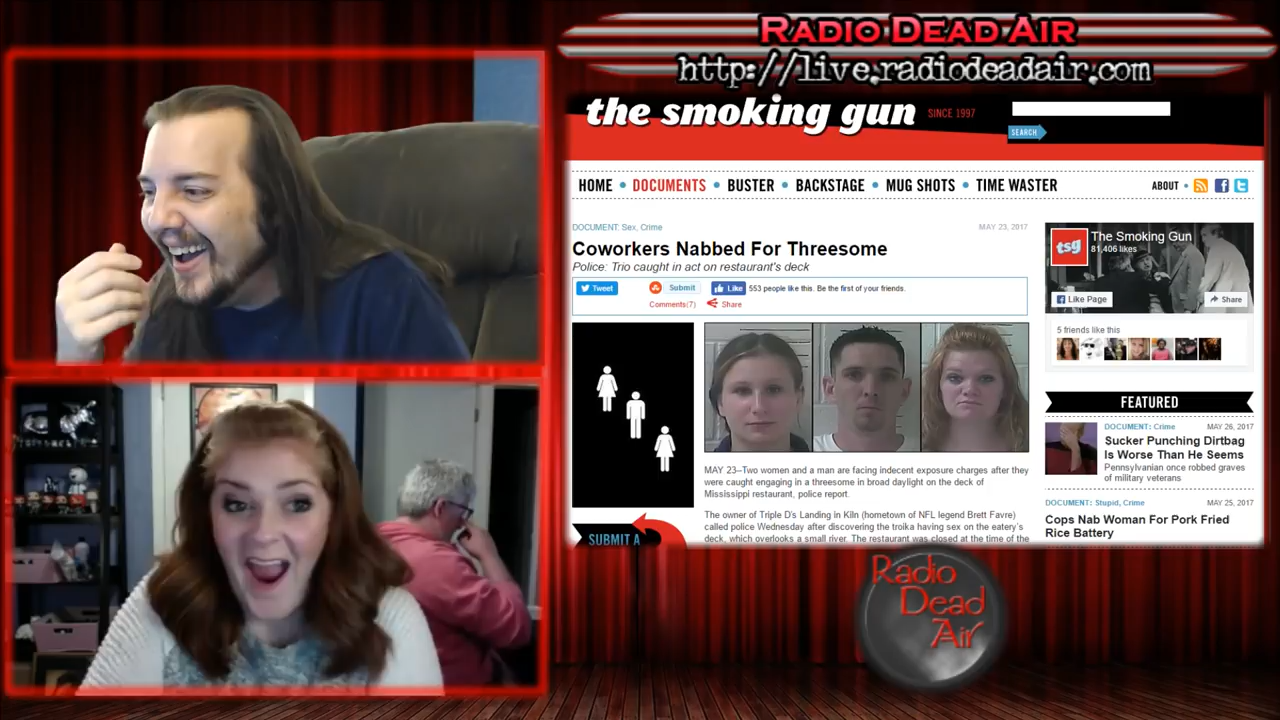 RADIO DEAD AIR
http://live.radiodeadair.com
the smoking gun SINCE 1997
SEARCH
HOME • DOCUMENTS • BUSTER • BACKSTAGE • MUG SHOTS • TIME WASTER
ABOUT •
DOCUMENT: Sex, Crime
MAY 23, 2017
Coworkers Nabbed For Threesome
Police: Trio caught in act on restaurant's deck
Tweet
Submit
Like
553 people like this. Be the first of your friends.
Comments(7)
Share
MAY 23--Two women and a man are facing indecent exposure charges after they
were caught engaging in a threesome in broad daylight on the deck of
Mississippi restaurant, police report.
The owner of Triple D's Landing in Kiln (hometown of NFL legend Brett Favre)
called police Wednesday after discovering the troika having sex on the eatery's
deck, which overlooks a small river. The restaurant was closed at the time of the
SUBMIT A
tsg
The Smoking Gun
81,406 likes
Like Page
Share
5 friends like this
FEATURED
DOCUMENT: Crime
MAY 26, 2017
Sucker Punching Dirtbag
Is Worse Than He Seems
Pennsylvanian once robbed graves
of military veterans
DOCUMENT: Stupid, Crime
MAY 25, 2017
Cops Nab Woman For Pork Fried
Rice Battery
Radio
Dead
Air